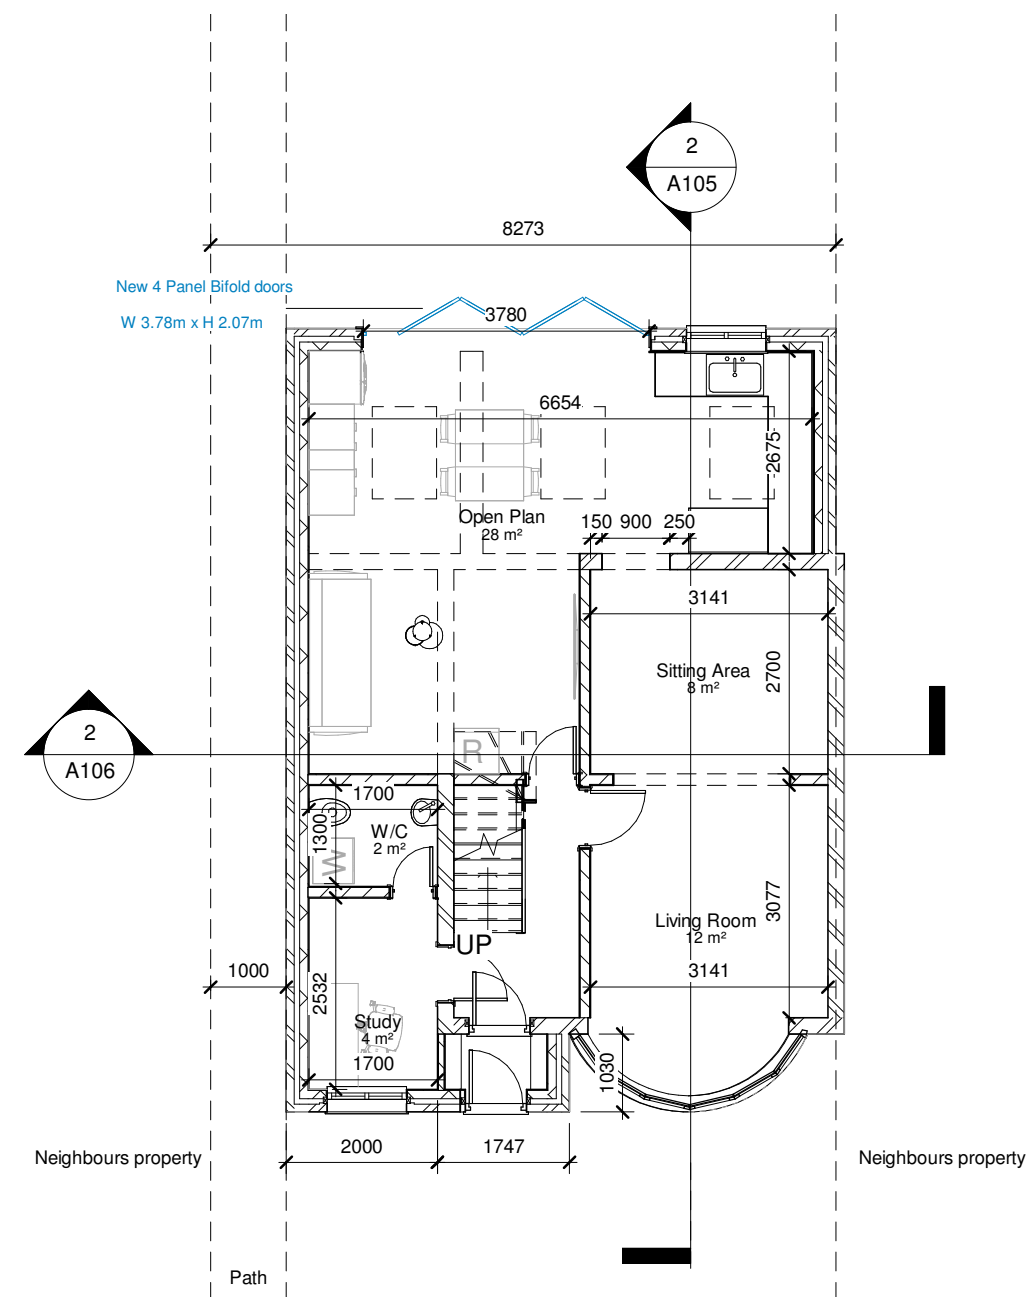 2
A105
8273
New 4 Panel Bifold doors
W 3.78m x H 2.07m
3780
6654
2675
Open Plan
28 m²
150 900 250
3141
Sitting Area
8 m²
2700
2
A106
R
1700
1300
W/C
2 m²
W
3077
Living Room
12 m²
UP
3141
1000
2532
Study
4 m²
1700
1030
2000
1747
Neighbours property
Neighbours property
Path